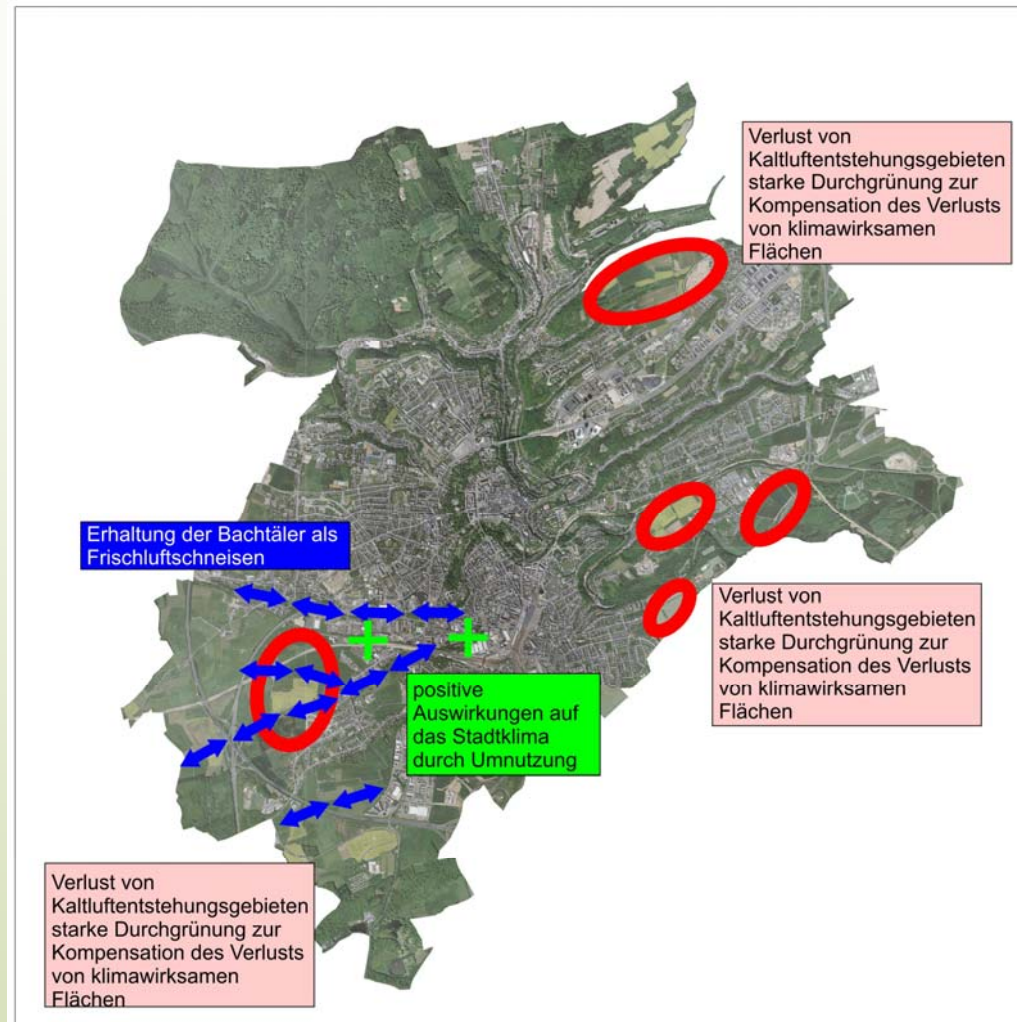 Verlust von
Kaltluftentstehungsgebieten
starke Durchgrünung zur
Kompensation des Verlusts
von klimawirksamen
Flächen
Erhaltung der Bachtäler als
Frischluftschneisen
Verlust von
Kaltluftentstehungsgebieten
starke Durchgrünung zur
Kompensation des Verlusts
von klimawirksamen
Flächen
positive
Auswirkungen auf
das Stadtklima
durch Umnutzung
Verlust von
Kaltluftentstehungsgebieten
starke Durchgrünung zur
Kompensation des Verlusts
von klimawirksamen
Flächen